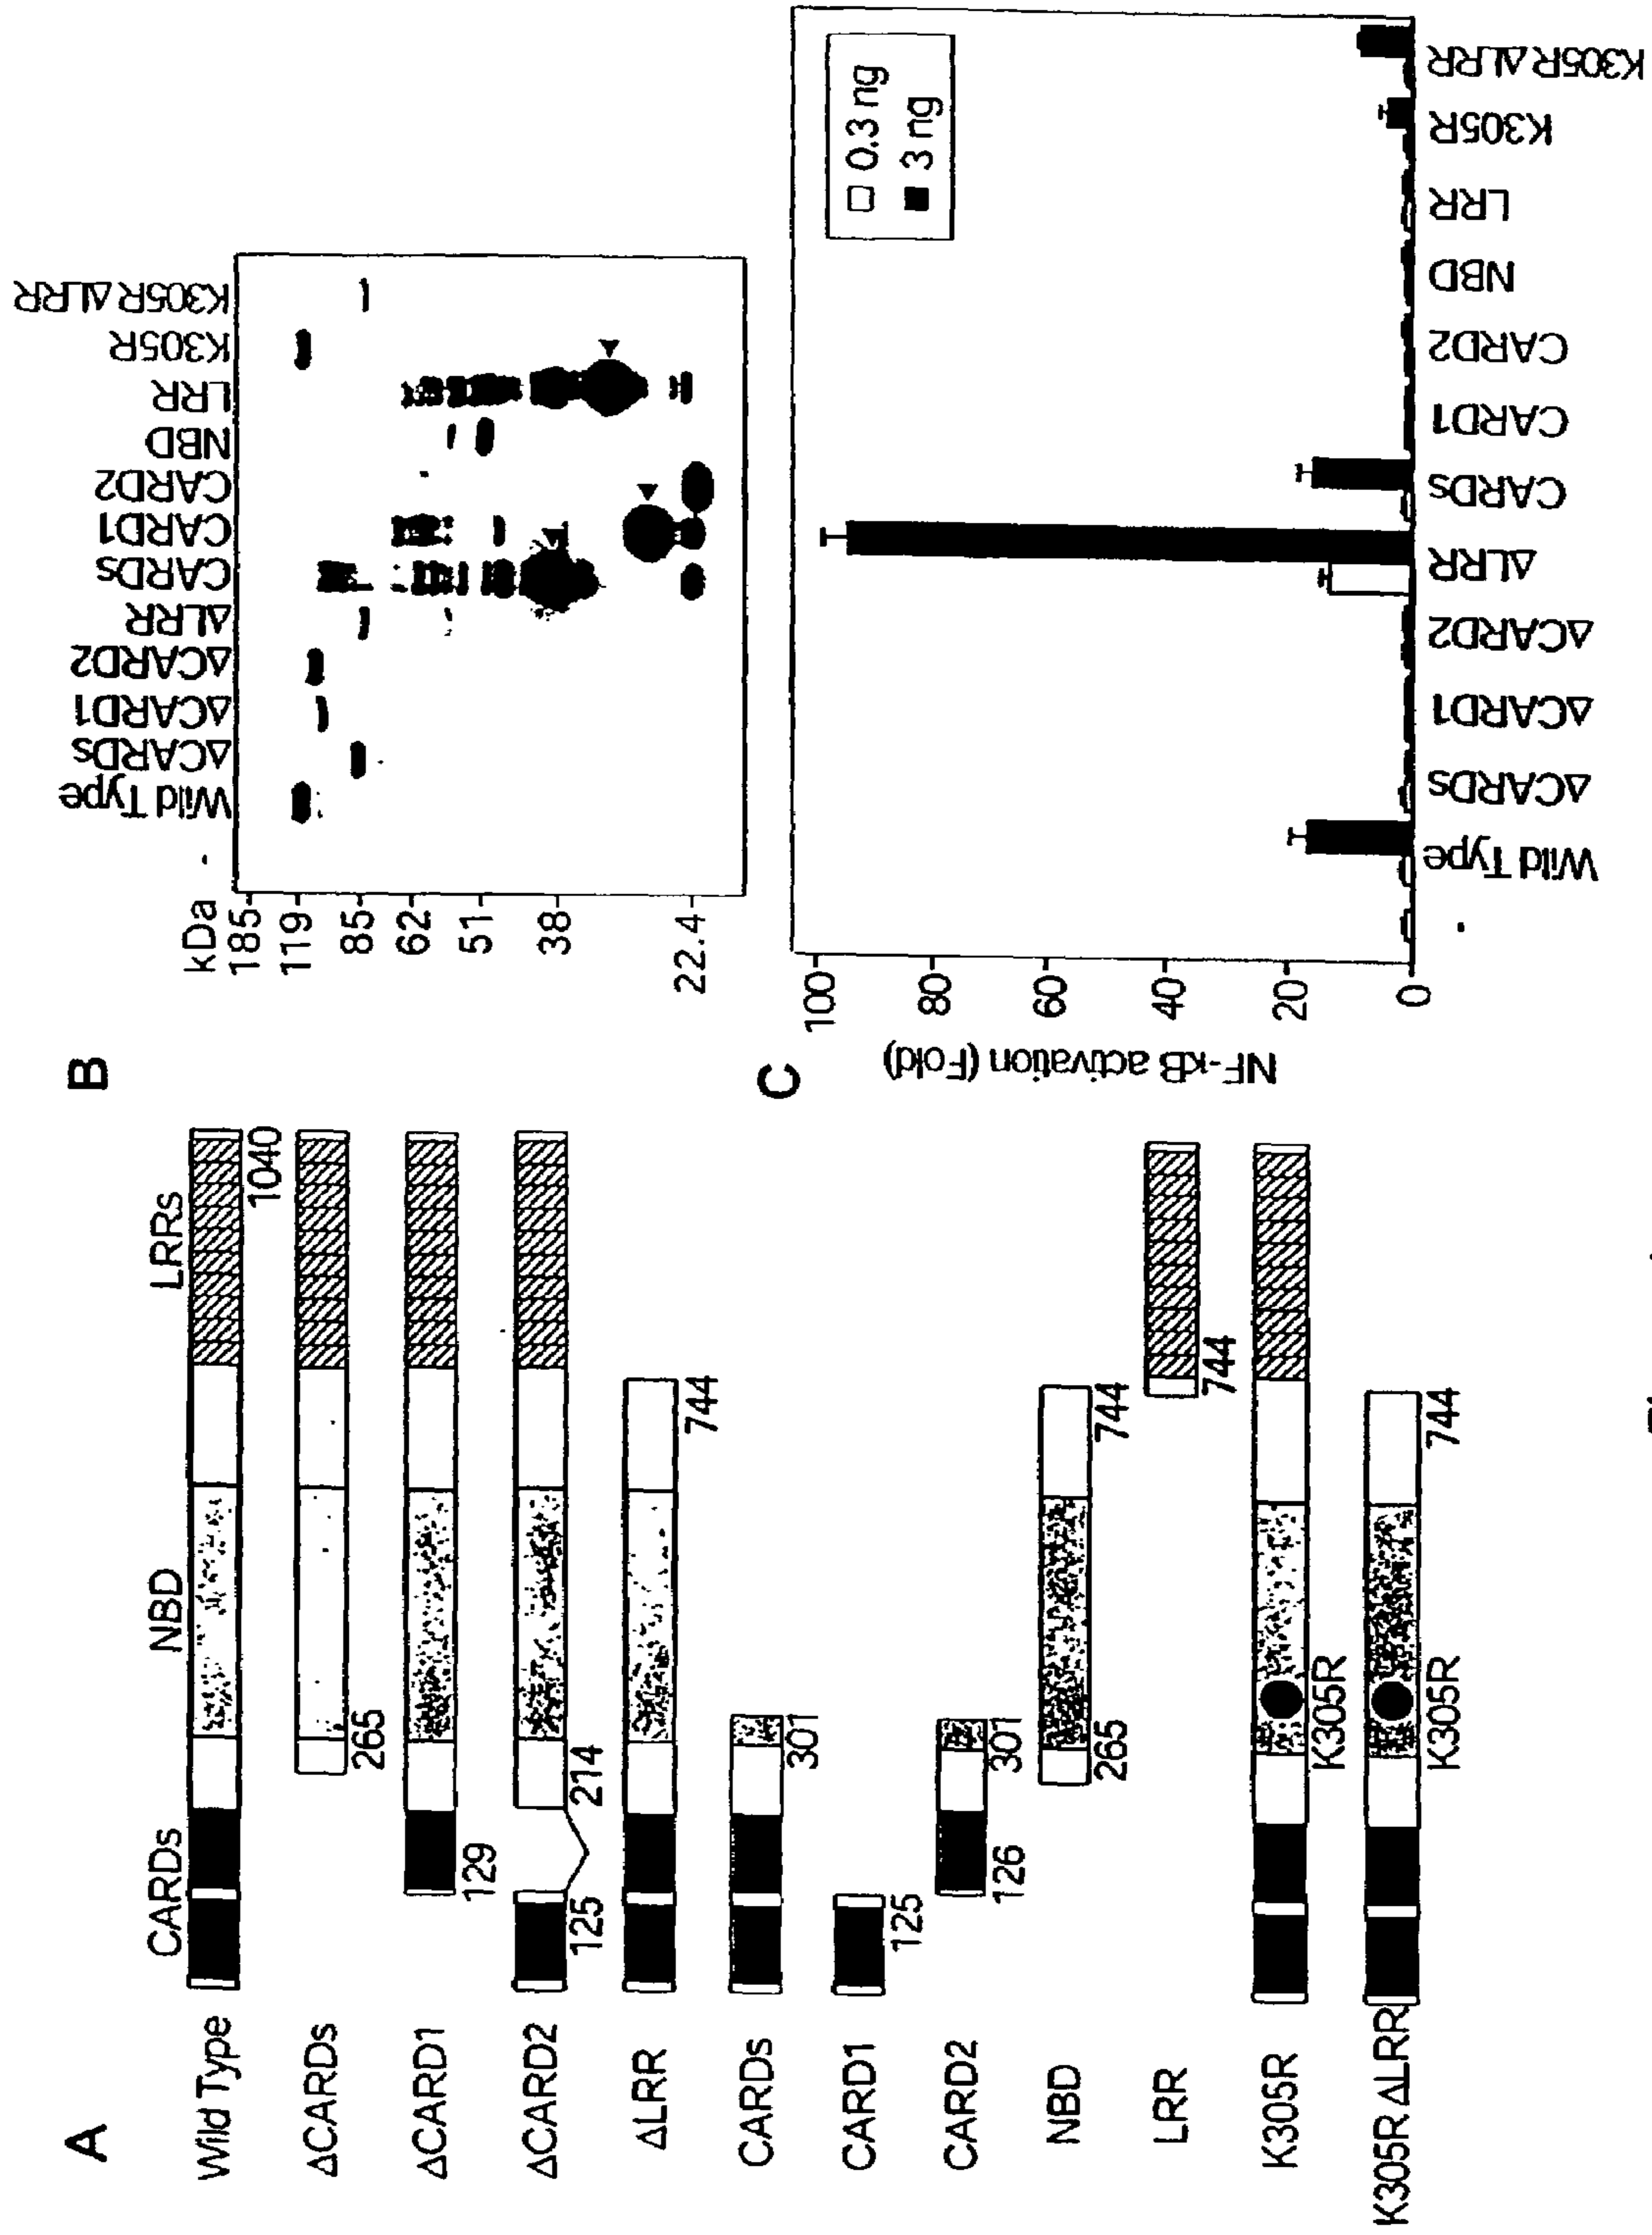 A
CARDs
NBD
LRRs
Wild Type
1040
ΔCARDs
265
ΔCARD1
129
ΔCARD2
125
214
ΔLRR
744
CARDs
301
CARD1
125
CARD2
126
301
NBD
265
744
LRR
744
K305R
K305R
K305R ΔLRR
K305R
744
B
kDa
185
119
85
62
51
38
22.4
-
Wild Type
ΔCARDs
ΔCARD1
ΔCARD2
ΔLRR
CARDs
CARD1
CARD2
NBD
LRR
K305R
K305R ΔLRR
C
NF-κB activation (Fold)
100
80
60
40
20
0
0.3 ng
3 ng
-
Wild Type
ΔCARDs
ΔCARD1
ΔCARD2
ΔLRR
CARDs
CARD1
CARD2
NBD
LRR
K305R
K305R ΔLRR